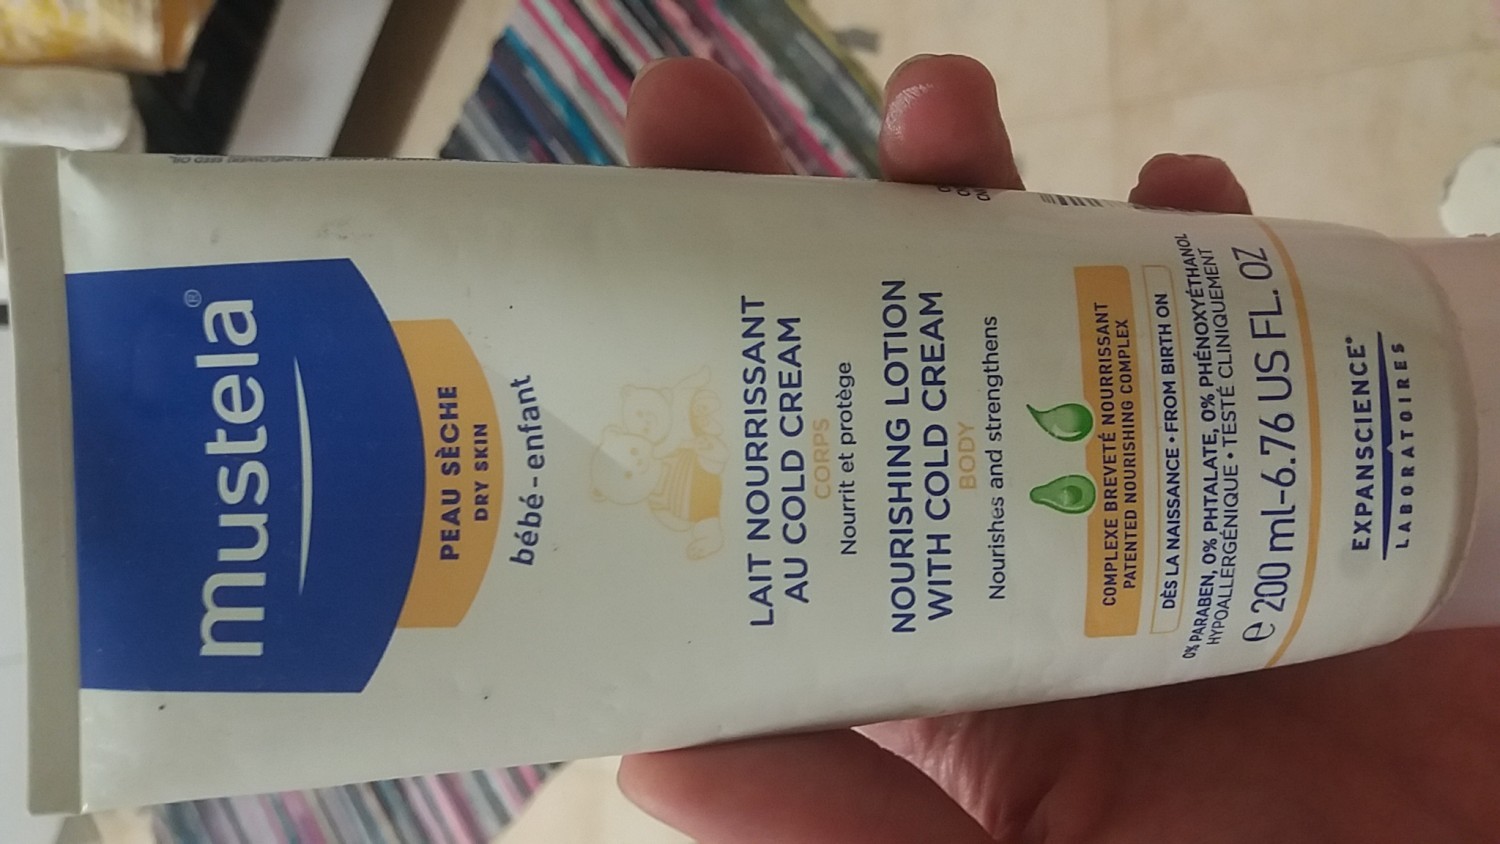 mustela®
PEAU SÈCHE
DRY SKIN
bébé-enfant
LAIT NOURRISSANT
AU COLD CREAM
CORPS
Nourrit et protège
NOURISHING LOTION
WITH COLD CREAM
BODY
Nourishes and strengthens
COMPLEXE BREVETÉ NOURRISSANT
PATENTED NOURISHING COMPLEX
DÈS LA NAISSANCE • FROM BIRTH ON
0% PARABEN, 0% PHTALATE, 0% PHÉNOXYÉTHANOL
HYPOALLERGÉNIQUE • TESTÉ CLINIQUEMENT
e 200 ml-6.76 US FL. OZ
EXPANSCIENCE®
LABORATOIRES